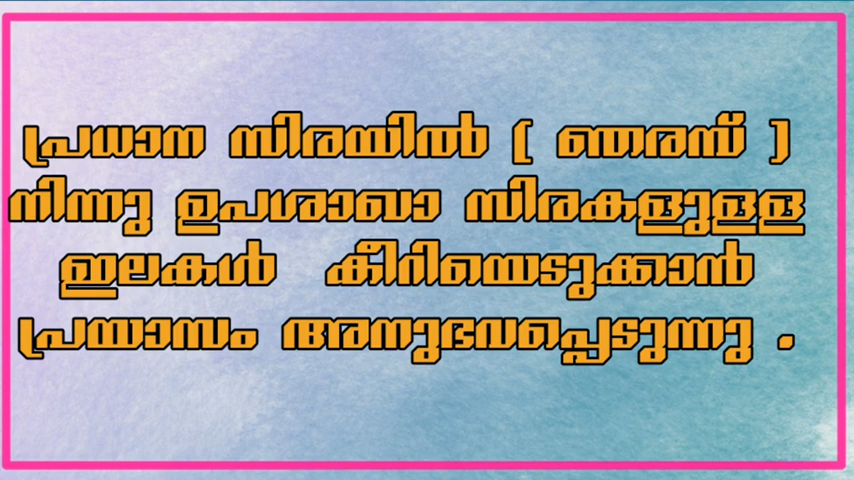 പ്രധാന സിരയിൽ ( ഞരമ്പ് )
നിന്നു ഉപശാഖാ സിരകളുള്ള
ഇലകൾ കീറിയെടുക്കാൻ
പ്രയാസം അനുഭവപ്പെടുന്നു .